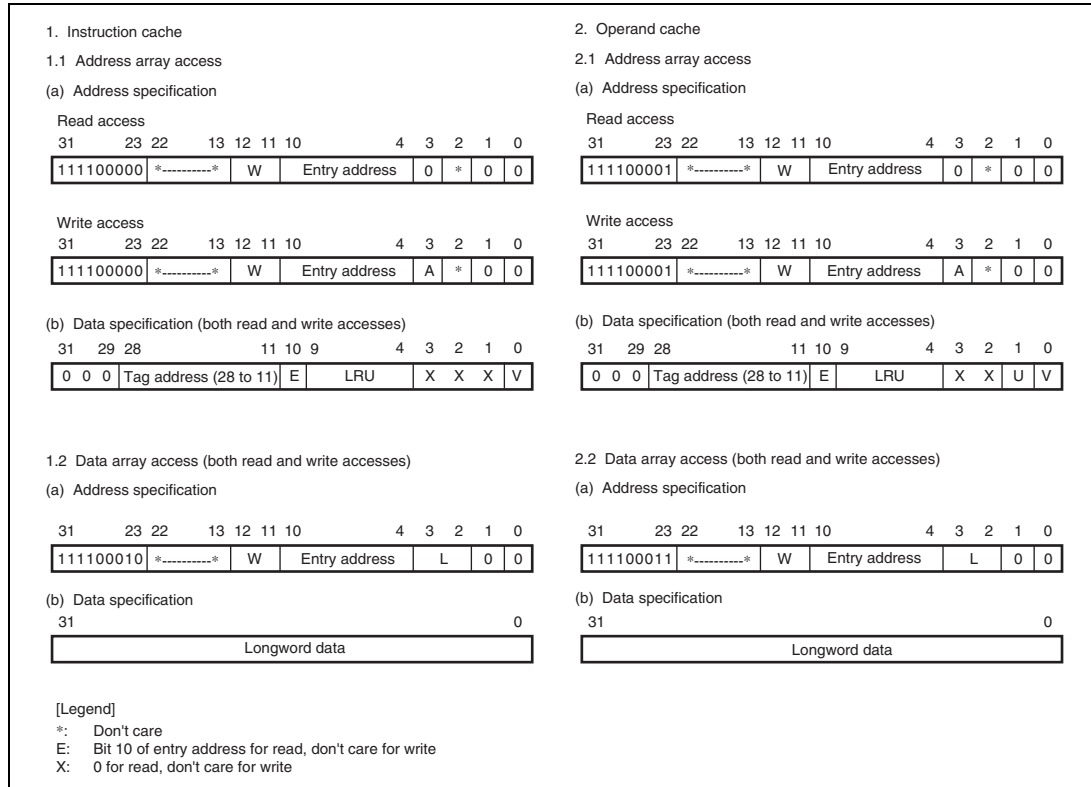 1. Instruction cache
1.1 Address array access
(a) Address specification
Read access
31 23 22 13 12 11 10 4 3 2 1 0
111100000 *----------* W Entry address 0 * 0 0
Write access
31 23 22 13 12 11 10 4 3 2 1 0
111100000 *----------* W Entry address A * 0 0
(b) Data specification (both read and write accesses)
31 29 28 11 10 9 4 3 2 1 0
0 0 0 Tag address (28 to 11) E LRU X X X V
1.2 Data array access (both read and write accesses)
(a) Address specification
31 23 22 13 12 11 10 4 3 2 1 0
111100010 *----------* W Entry address L 0 0
(b) Data specification
31 0
Longword data
2. Operand cache
2.1 Address array access
(a) Address specification
Read access
31 23 22 13 12 11 10 4 3 2 1 0
111100001 *----------* W Entry address 0 * 0 0
Write access
31 23 22 13 12 11 10 4 3 2 1 0
111100001 *----------* W Entry address A * 0 0
(b) Data specification (both read and write accesses)
31 29 28 11 10 9 4 3 2 1 0
0 0 0 Tag address (28 to 11) E LRU X X U V
2.2 Data array access (both read and write accesses)
(a) Address specification
31 23 22 13 12 11 10 4 3 2 1 0
111100011 *----------* W Entry address L 0 0
(b) Data specification
31 0
Longword data
[Legend]
*: Don't care
E: Bit 10 of entry address for read, don't care for write
X: 0 for read, don't care for write